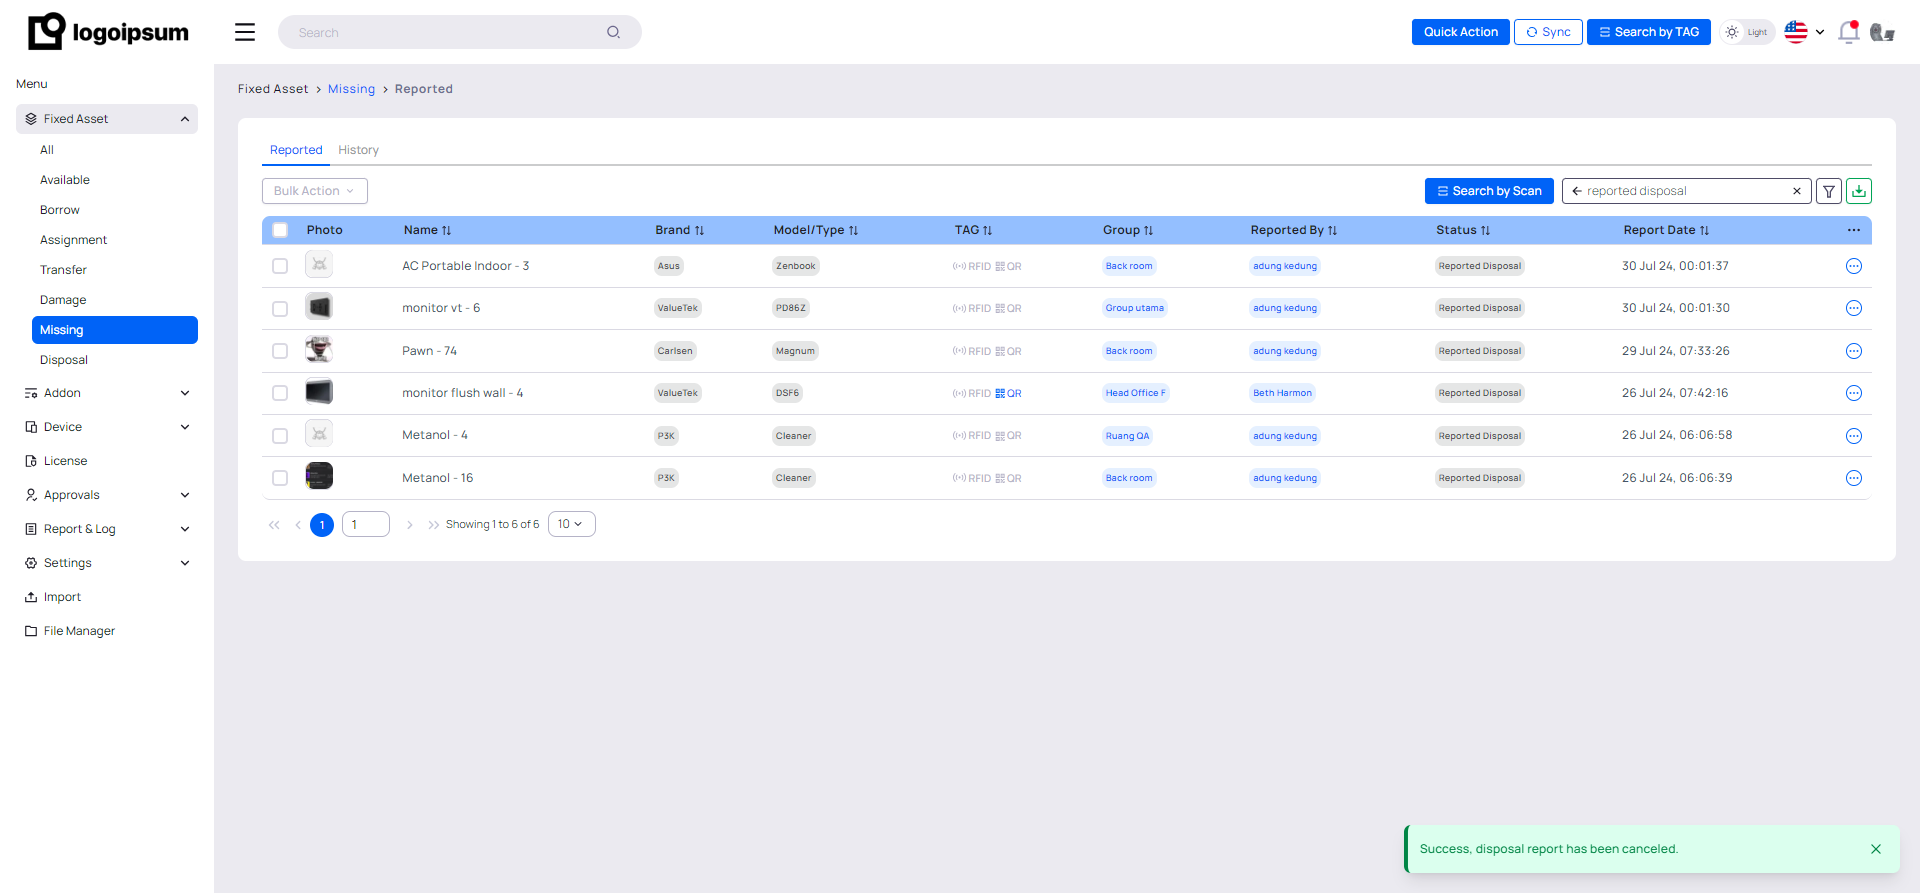 logoipsum
Search
Quick Action
Sync
Search by TAG
Light
Menu
Fixed Asset
All
Available
Borrow
Assignment
Transfer
Damage
Missing
Disposal
Addon
Device
License
Approvals
Report & Log
Settings
Import
File Manager
Fixed Asset > Missing > Reported
Reported History
Bulk Action
Search by Scan
reported disposal
Photo Name Brand Model/Type TAG Group Reported By Status Report Date
AC Portable Indoor - 3 Asus Zenbook RFID QR Back room adung kedung Reported Disposal 30 Jul 24, 00:01:37
monitor vt - 6 ValueTek PD86Z RFID QR Group utama adung kedung Reported Disposal 30 Jul 24, 00:01:30
Pawn - 74 Carlsen Magnum RFID QR Back room adung kedung Reported Disposal 29 Jul 24, 07:33:26
monitor flush wall - 4 ValueTek DSF6 RFID QR Head Office F Beth Harmon Reported Disposal 26 Jul 24, 07:42:16
Metanol - 4 P3K Cleaner RFID QR Ruang QA adung kedung Reported Disposal 26 Jul 24, 06:06:58
Metanol - 16 P3K Cleaner RFID QR Back room adung kedung Reported Disposal 26 Jul 24, 06:06:39
1 1 Showing 1 to 6 of 6 10
Success, disposal report has been canceled.